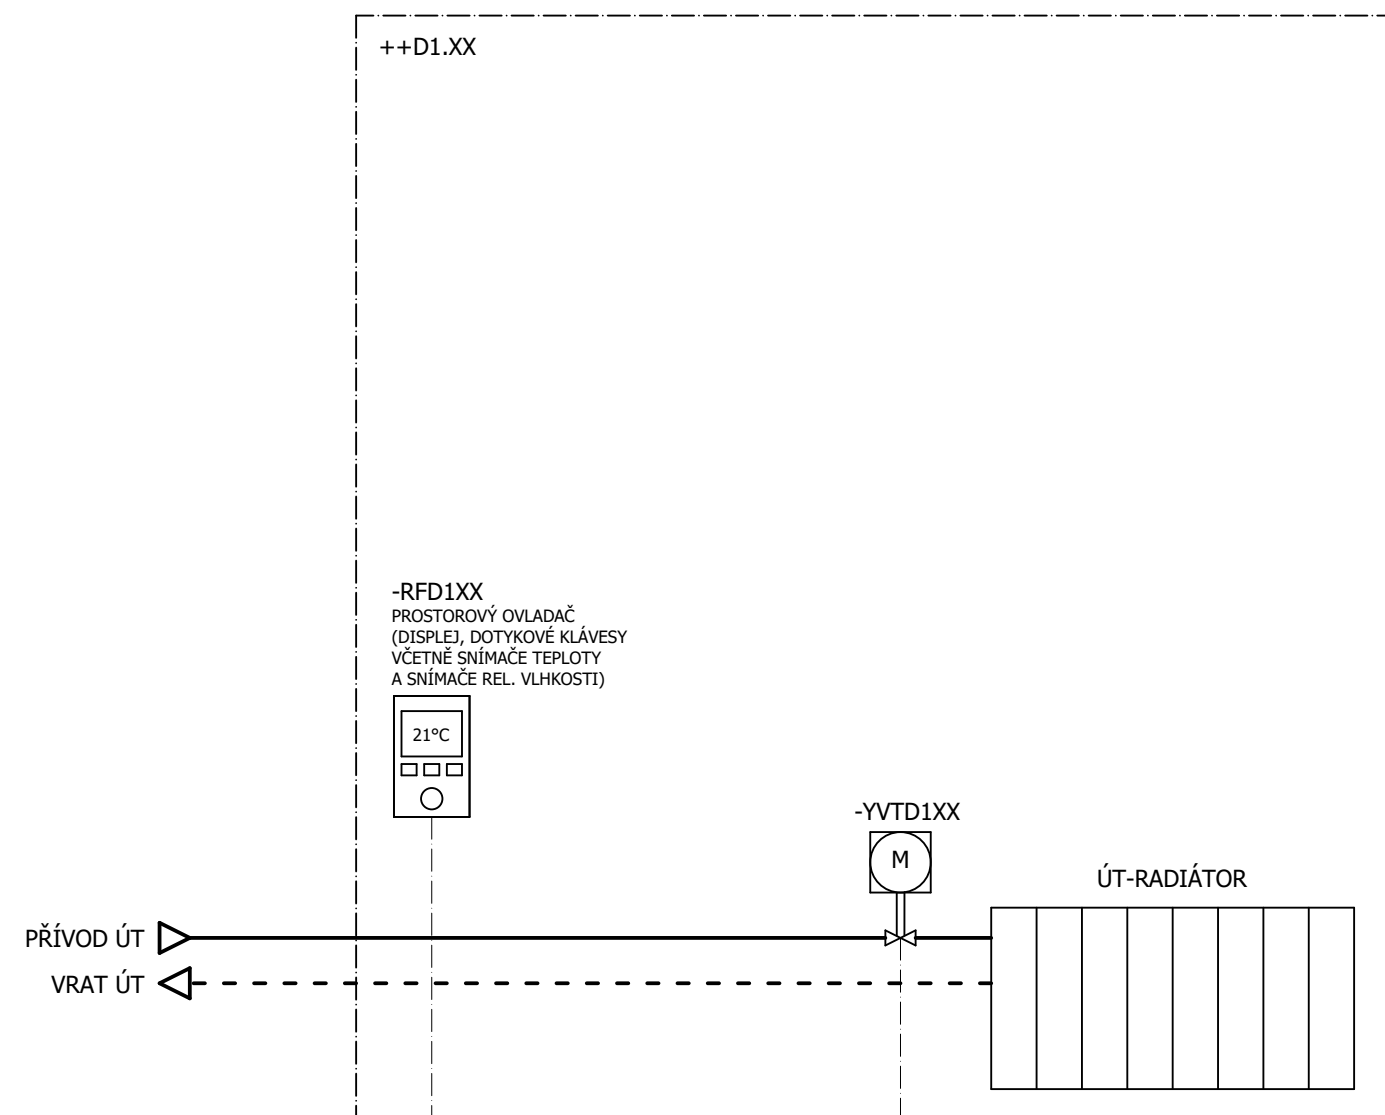 ++D1.XX
-RFD1XX
PROSTOROVÝ OVLADAČ
(DISPLEJ, DOTYKOVÉ KLÁVESY
VČETNĚ SNÍMAČE TEPLOTY
A SNÍMAČE REL. VLHKOSTI)
21°C
-YVTD1XX
M
ÚT-RADIÁTOR
PŘÍVOD ÚT
VRAT ÚT